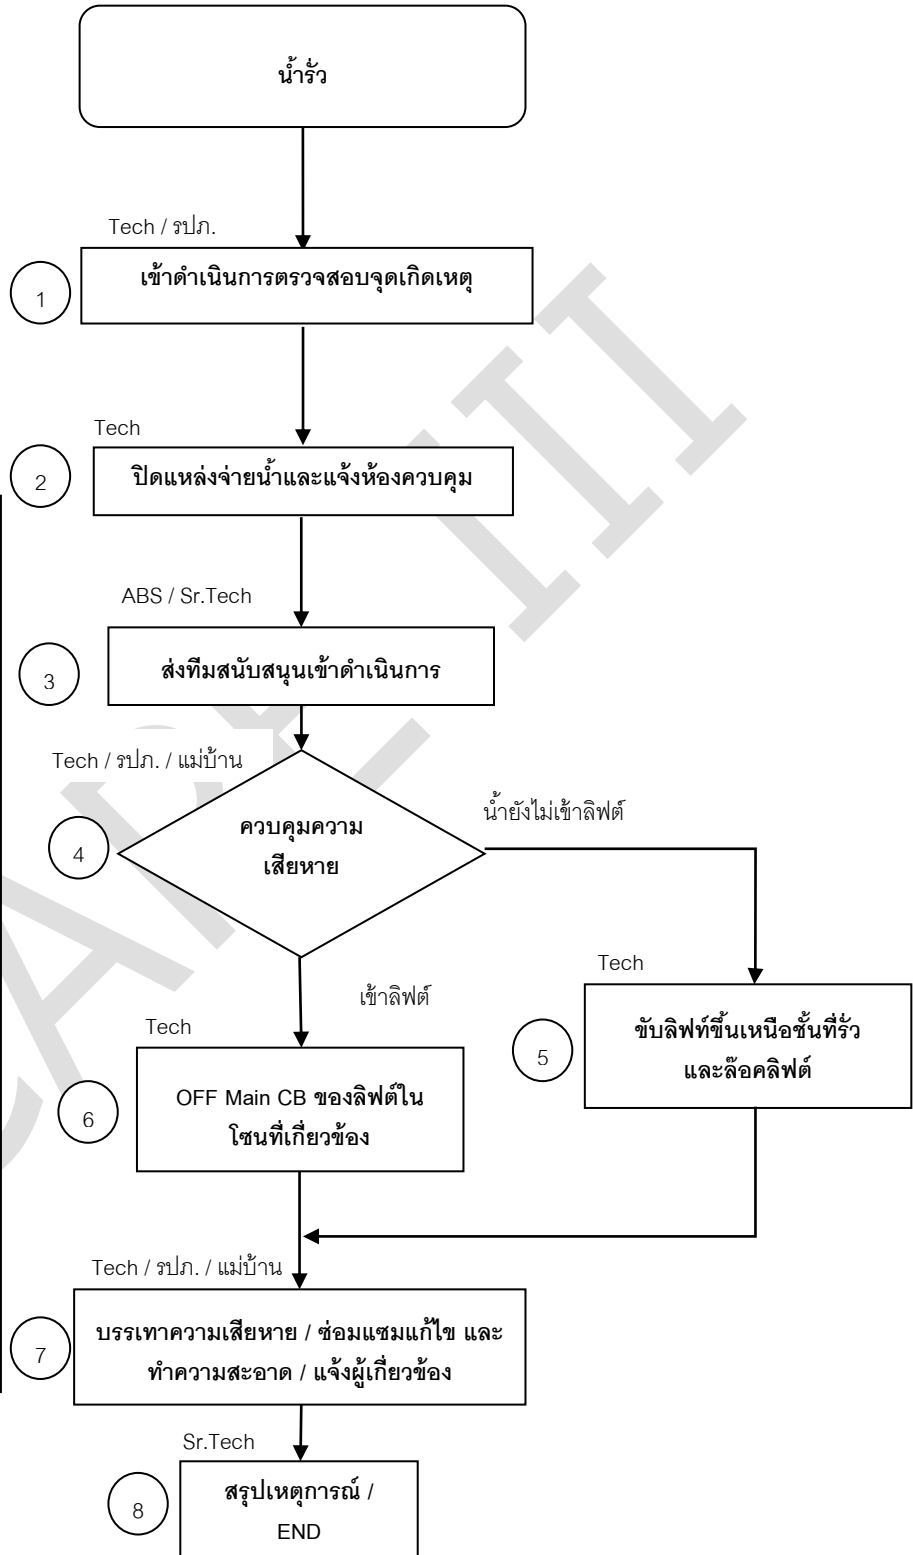 น้ำรั่ว
Tech / รปภ.
1
เข้าดำเนินการตรวจสอบจุดเกิดเหตุ
Tech
2
ปิดแหล่งจ่ายน้ำและแจ้งห้องควบคุม
ABS / Sr.Tech
3
ส่งทีมสนับสนุนเข้าดำเนินการ
Tech / รปภ. / แม่บ้าน
4
ควบคุมความ
เสียหาย
น้ำยังไม่เข้าลิฟต์
Tech
5
ขับลิฟท์ขึ้นเหนือชั้นที่รั่ว
และล๊อคลิฟต์
เข้าลิฟต์
Tech
6
OFF Main CB ของลิฟต์ใน
โซนที่เกี่ยวข้อง
Tech / รปภ. / แม่บ้าน
7
บรรเทาความเสียหาย / ซ่อมแซมแก้ไข และ
ทำความสะอาด / แจ้งผู้เกี่ยวข้อง
Sr.Tech
8
สรุปเหตุการณ์ /
END